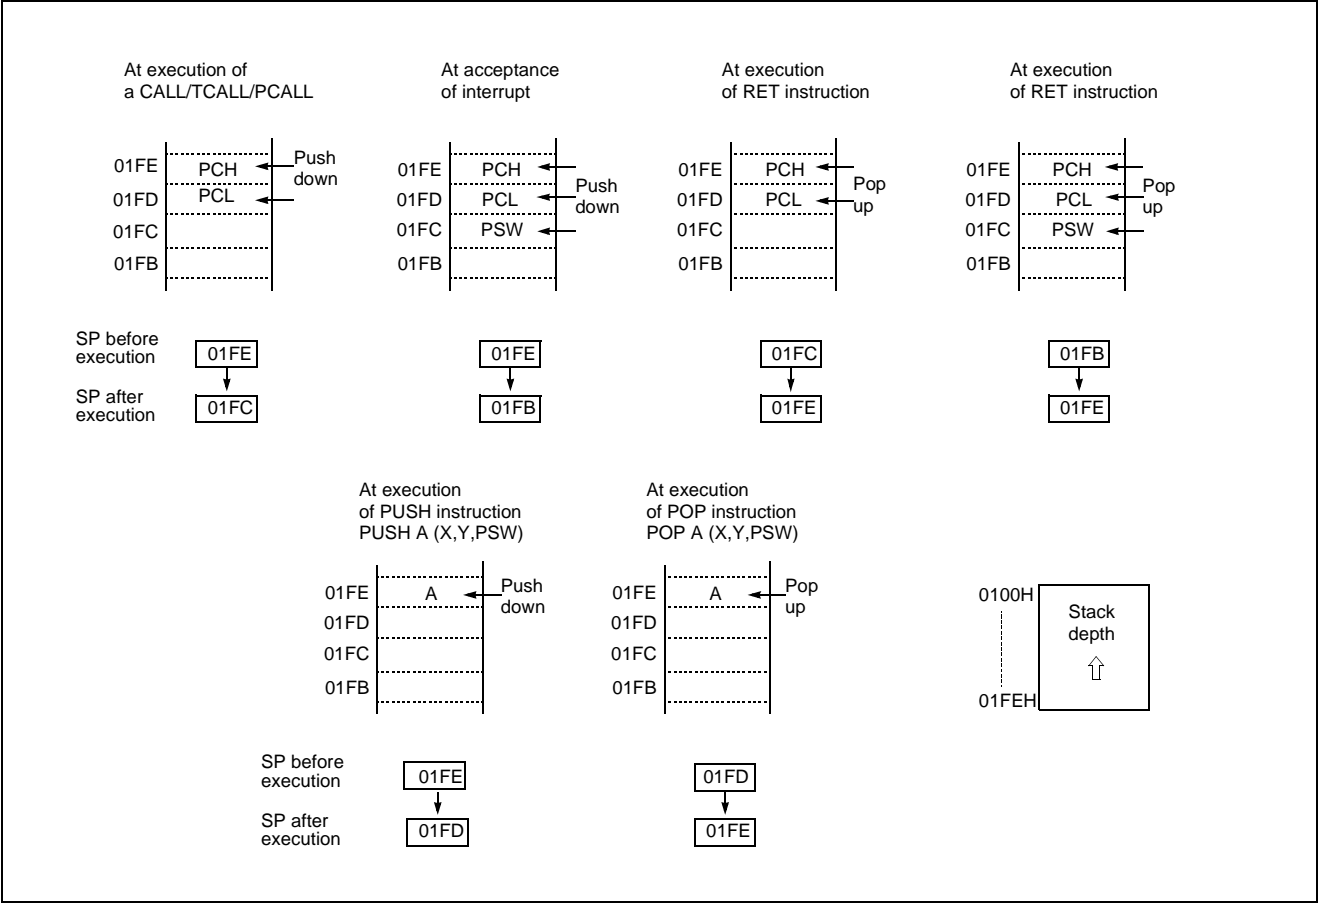 At execution of
a CALL/TCALL/PCALL
01FE PCH Push
down
01FD PCL
01FC
01FB
SP before
execution 01FE
SP after
execution 01FC
At acceptance
of interrupt
01FE PCH
01FD PCL Push
down
01FC PSW
01FB
01FE
01FB
At execution
of RET instruction
01FE PCH
01FD PCL Pop
up
01FC
01FB
01FC
01FE
At execution
of RET instruction
01FE PCH
01FD PCL Pop
up
01FC PSW
01FB
01FB
01FE
At execution
of PUSH instruction
PUSH A (X,Y,PSW)
01FE A Push
down
01FD
01FC
01FB
SP before
execution 01FE
SP after
execution 01FD
At execution
of POP instruction
POP A (X,Y,PSW)
01FE A Pop
up
01FD
01FC
01FB
01FD
01FE
0100H
Stack
depth
01FEH